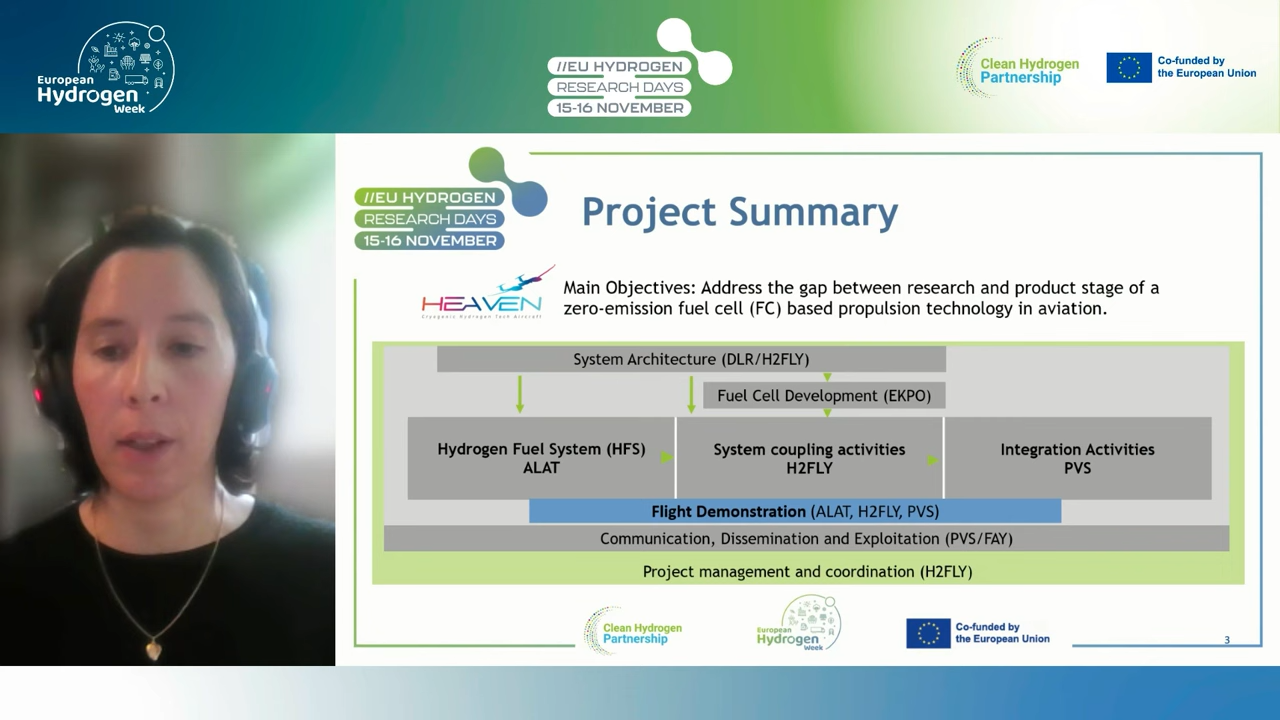 European
Hydrogen
Week
//EU HYDROGEN
RESEARCH DAYS
15-16 NOVEMBER
Clean Hydrogen
Partnership
Co-funded by
the European Union
//EU HYDROGEN
RESEARCH DAYS
15-16 NOVEMBER
Project Summary
HEAVEN
Cryogenic Hydrogen Tech Aircraft
Main Objectives: Address the gap between research and product stage of a
zero-emission fuel cell (FC) based propulsion technology in aviation.
System Architecture (DLR/H2FLY)
Fuel Cell Development (EKPO)
Hydrogen Fuel System (HFS)
ALAT
System coupling activities
H2FLY
Integration Activities
PVS
Flight Demonstration (ALAT, H2FLY, PVS)
Communication, Dissemination and Exploitation (PVS/FAY)
Project management and coordination (H2FLY)
Clean Hydrogen
Partnership
European
Hydrogen
Week
Co-funded by
the European Union
3